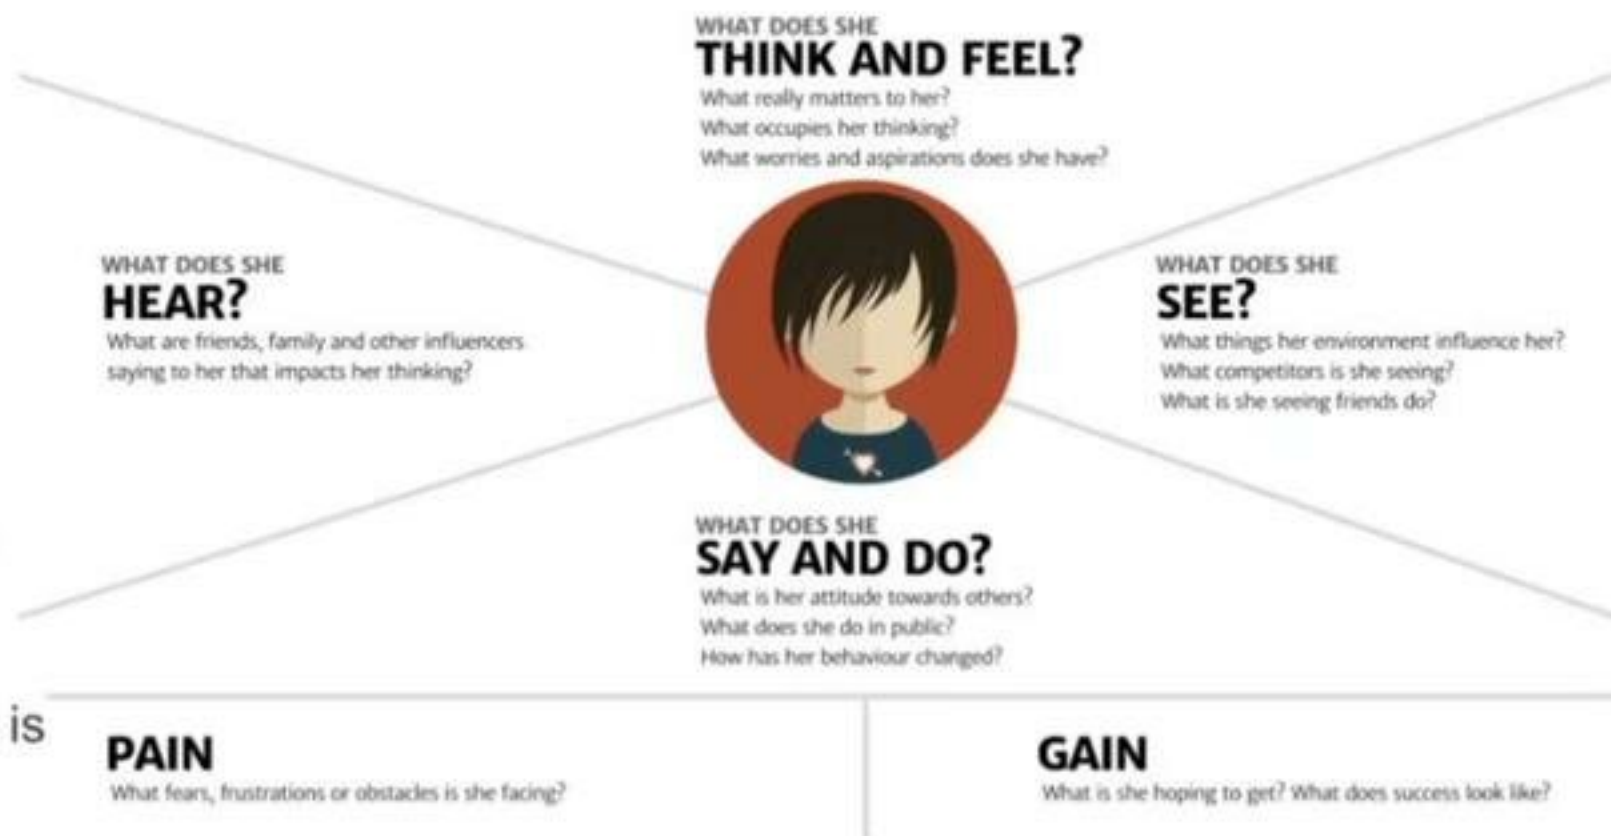 WHAT DOES SHE
THINK AND FEEL?
What really matters to her?
What occupies her thinking?
What worries and aspirations does she have?
WHAT DOES SHE
HEAR?
What are friends, family and other influencers
saying to her that impacts her thinking?
WHAT DOES SHE
SEE?
What things her environment influence her?
What competitors is she seeing?
What is she seeing friends do?
WHAT DOES SHE
SAY AND DO?
What is her attitude towards others?
What does she do in public?
How has her behaviour changed?
is
PAIN
What fears, frustrations or obstacles is she facing?
GAIN
What is she hoping to get? What does success look like?